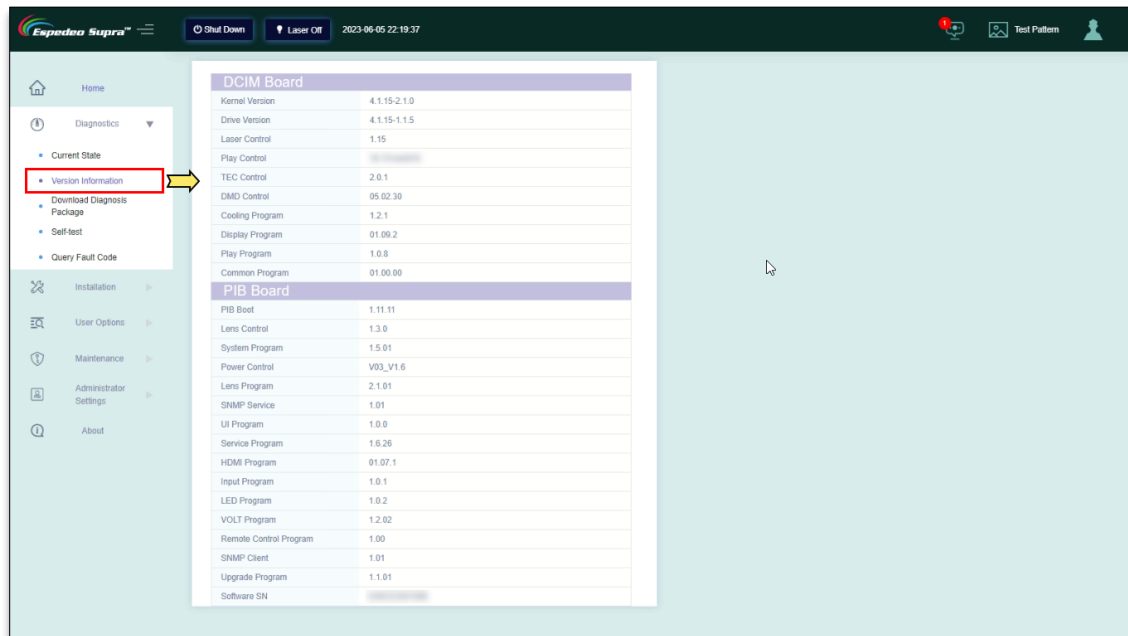 Espedeo Supra™
Shut Down
Laser Off
2023-06-05 22:19:37
1
Test Pattern
Home
Diagnostics
Current State
Version Information
Download Diagnosis
Package
Self-test
Query Fault Code
Installation
User Options
Maintenance
Administrator
Settings
About
DCIM Board
Kernel Version 4.1.15-2.1.0
Drive Version 4.1.15-1.1.5
Laser Control 1.15
Play Control
TEC Control 2.0.1
DMD Control 05.02.30
Cooling Program 1.2.1
Display Program 01.09.2
Play Program 1.0.8
Common Program 01.00.00
PIB Board
PIB Boot 1.11.11
Lens Control 1.3.0
System Program 1.5.01
Power Control V03_V1.6
Lens Program 2.1.01
SNMP Service 1.01
UI Program 1.0.0
Service Program 1.6.26
HDMI Program 01.07.1
Input Program 1.0.1
LED Program 1.0.2
VOLT Program 1.2.02
Remote Control Program 1.00
SNMP Client 1.01
Upgrade Program 1.1.01
Software SN